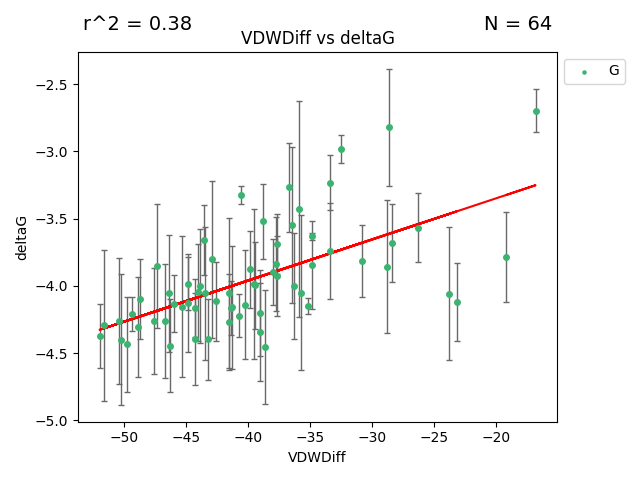 r^2 = 0.38
N = 64
VDWDiff vs deltaG
G
deltaG
−2.5
−3.0
−3.5
−4.0
−4.5
−5.0
−50
−45
−40
−35
−30
−25
−20
VDWDiff